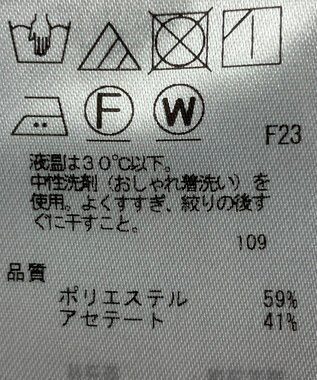 F W
F23
液温は30℃以下。
中性洗剤（おしゃれ着洗い）を
使用。よくすすぎ、絞りの後す
ぐに干すこと。
109
品質
ポリエステル 59%
アセテート 41%